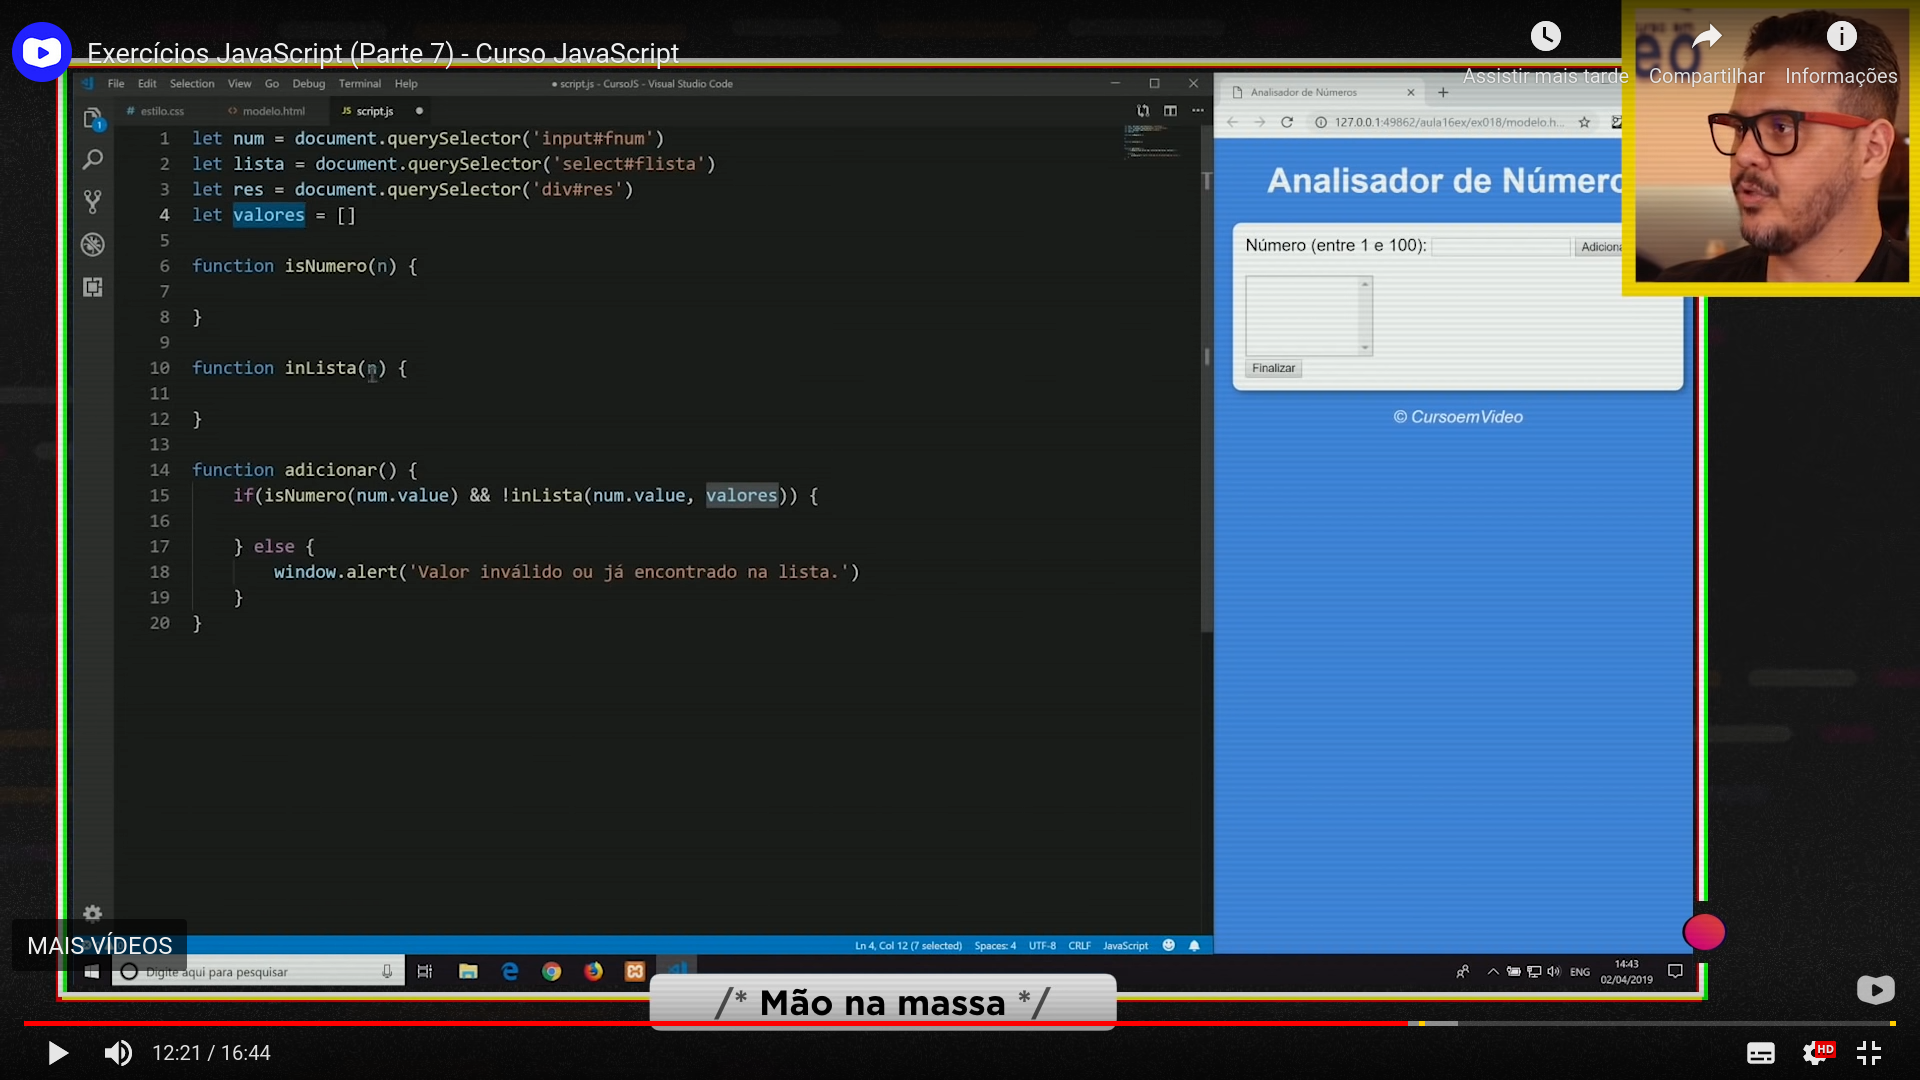 Exercícios JavaScript (Parte 7) - Curso JavaScript
Assistir mais tarde
Compartilhar
Informações
File Edit Selection View Go Debug Terminal Help
● script.js - CursoJS - Visual Studio Code
# estilo.css
<> modelo.html
JS script.js ●
1 let num = document.querySelector('input#fnum')
2 let lista = document.querySelector('select#flista')
3 let res = document.querySelector('div#res')
4 let valores = []
5
6 function isNumero(n) {
7
8 }
9
10 function inLista(n) {
11
12 }
13
14 function adicionar() {
15     if(isNumero(num.value) && !inLista(num.value, valores)) {
16
17     } else {
18         window.alert('Valor inválido ou já encontrado na lista.')
19     }
20 }
Analisador de Números
127.0.0.1:49862/aula16ex/ex018/modelo.h...
Analisador de Número
Número (entre 1 e 100):
Adiciona
Finalizar
© CursoemVideo
MAIS VÍDEOS
Ln 4, Col 12 (7 selected) Spaces: 4 UTF-8 CRLF JavaScript
Digite aqui para pesquisar
ENG
14:43
02/04/2019
/* Mão na massa */
12:21 / 16:44
HD